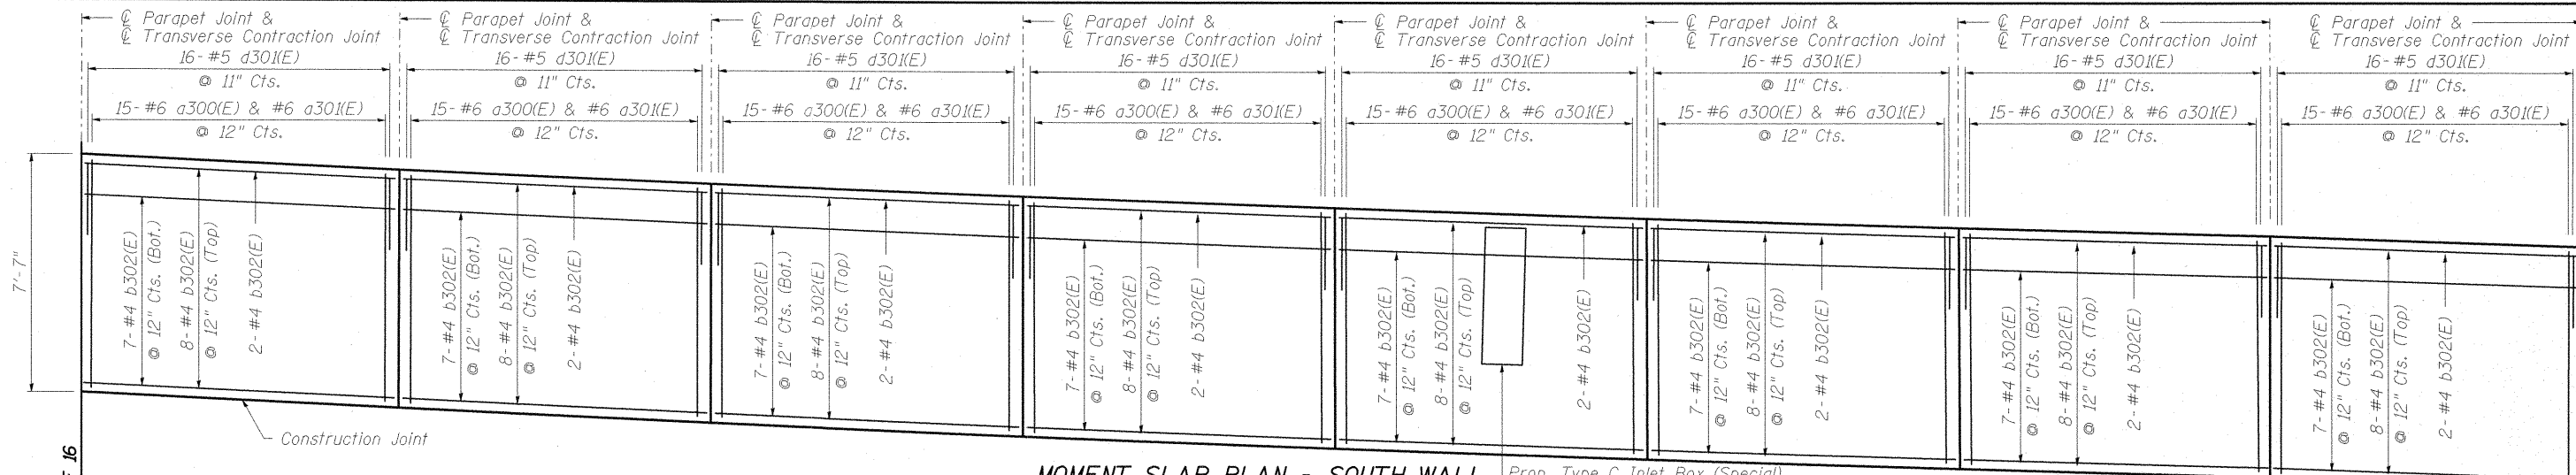 ℄ Parapet Joint &
℄ Transverse Contraction Joint
16-#5 d301(E)
@ 11" Cts.
15-#6 a300(E) & #6 a301(E)
@ 12" Cts.
℄ Parapet Joint &
℄ Transverse Contraction Joint
16-#5 d301(E)
@ 11" Cts.
15-#6 a300(E) & #6 a301(E)
@ 12" Cts.
℄ Parapet Joint &
℄ Transverse Contraction Joint
16-#5 d301(E)
@ 11" Cts.
15-#6 a300(E) & #6 a301(E)
@ 12" Cts.
℄ Parapet Joint &
℄ Transverse Contraction Joint
16-#5 d301(E)
@ 11" Cts.
15-#6 a300(E) & #6 a301(E)
@ 12" Cts.
℄ Parapet Joint &
℄ Transverse Contraction Joint
16-#5 d301(E)
@ 11" Cts.
15-#6 a300(E) & #6 a301(E)
@ 12" Cts.
℄ Parapet Joint &
℄ Transverse Contraction Joint
16-#5 d301(E)
@ 11" Cts.
15-#6 a300(E) & #6 a301(E)
@ 12" Cts.
℄ Parapet Joint &
℄ Transverse Contraction Joint
16-#5 d301(E)
@ 11" Cts.
15-#6 a300(E) & #6 a301(E)
@ 12" Cts.
℄ Parapet Joint &
℄ Transverse Contraction Joint
16-#5 d301(E)
@ 11" Cts.
15-#6 a300(E) & #6 a301(E)
@ 12" Cts.
7'-7"
7-#4 b302(E)
@ 12" Cts. (Bot.)
8-#4 b302(E)
@ 12" Cts. (Top)
2-#4 b302(E)
7-#4 b302(E)
@ 12" Cts. (Bot.)
8-#4 b302(E)
@ 12" Cts. (Top)
2-#4 b302(E)
7-#4 b302(E)
@ 12" Cts. (Bot.)
8-#4 b302(E)
@ 12" Cts. (Top)
2-#4 b302(E)
7-#4 b302(E)
@ 12" Cts. (Bot.)
8-#4 b302(E)
@ 12" Cts. (Top)
2-#4 b302(E)
7-#4 b302(E)
@ 12" Cts. (Bot.)
8-#4 b302(E)
@ 12" Cts. (Top)
2-#4 b302(E)
7-#4 b302(E)
@ 12" Cts. (Bot.)
8-#4 b302(E)
@ 12" Cts. (Top)
2-#4 b302(E)
7-#4 b302(E)
@ 12" Cts. (Bot.)
8-#4 b302(E)
@ 12" Cts. (Top)
2-#4 b302(E)
7-#4 b302(E)
@ 12" Cts. (Bot.)
8-#4 b302(E)
@ 12" Cts. (Top)
2-#4 b302(E)
Construction Joint
16
MOMENT SLAB PLAN - SOUTH WALL
Prop. Type C Inlet Box (Special)